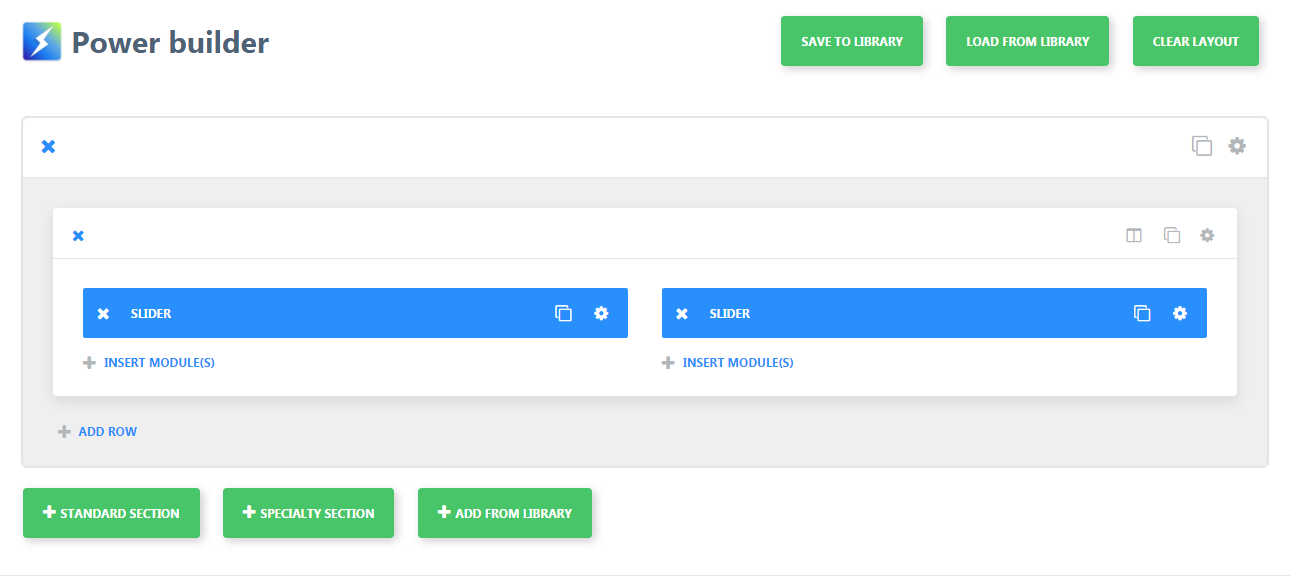 Power builder
SAVE TO LIBRARY
LOAD FROM LIBRARY
CLEAR LAYOUT
SLIDER
SLIDER
INSERT MODULE(S)
INSERT MODULE(S)
ADD ROW
STANDARD SECTION
SPECIALTY SECTION
ADD FROM LIBRARY